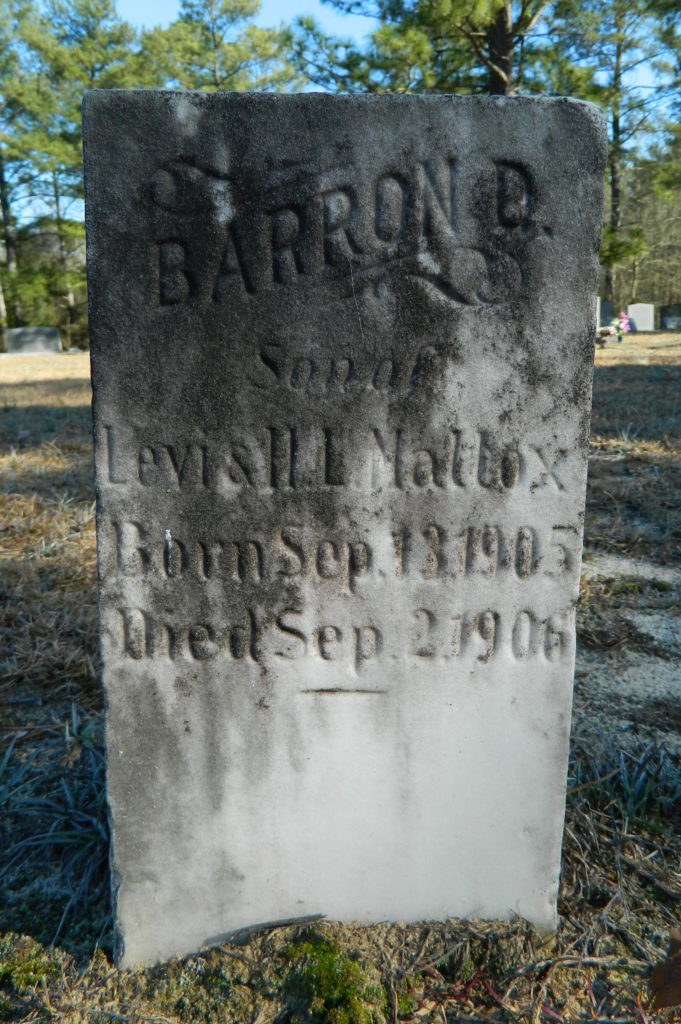 BARRON D.
Son of
Levi & H. L. Mattox
Born Sep. 13, 1905
Died Sep. 2, 1906